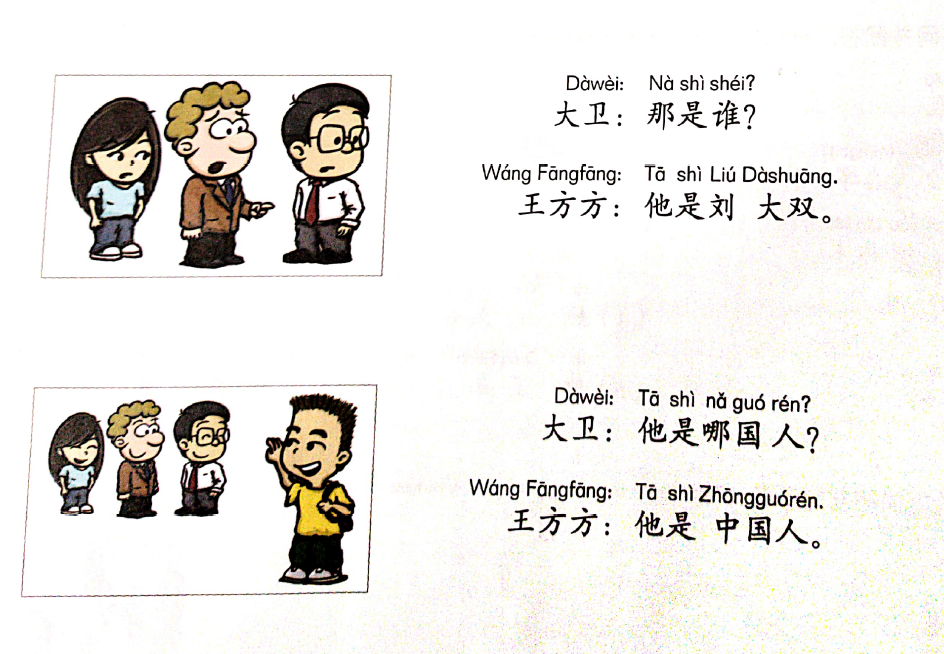 Dàwèi: Nà shì shéi?
大卫： 那是谁?
Wáng Fāngfāng: Tā shì Liú Dàshuāng.
王方方： 他是刘 大双。
Dàwèi: Tā shì nǎ guó rén?
大卫： 他是哪国人?
Wáng Fāngfāng: Tā shì Zhōngguórén.
王方方： 他是 中国人。